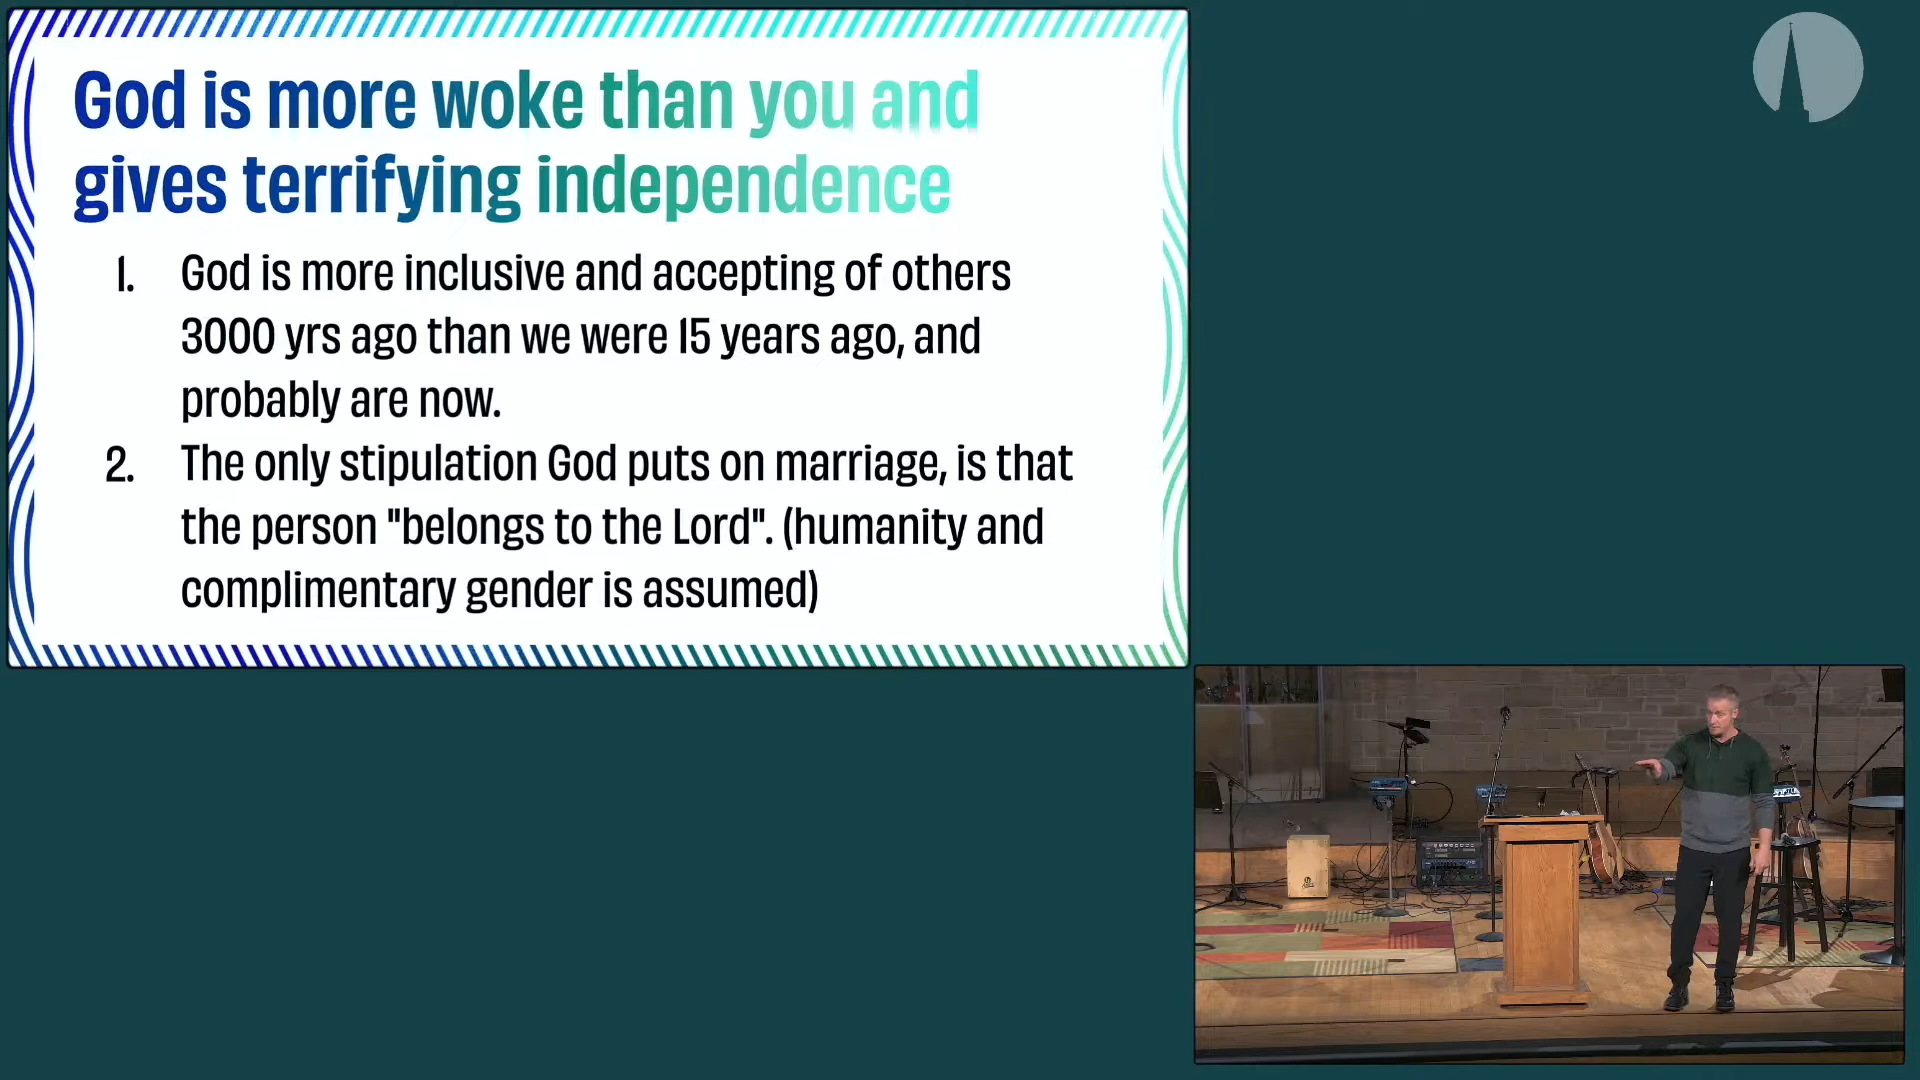 God is more woke than you and
gives terrifying independence
1. God is more inclusive and accepting of others
3000 yrs ago than we were 15 years ago, and
probably are now.
2. The only stipulation God puts on marriage, is that
the person "belongs to the Lord". (humanity and
complimentary gender is assumed)